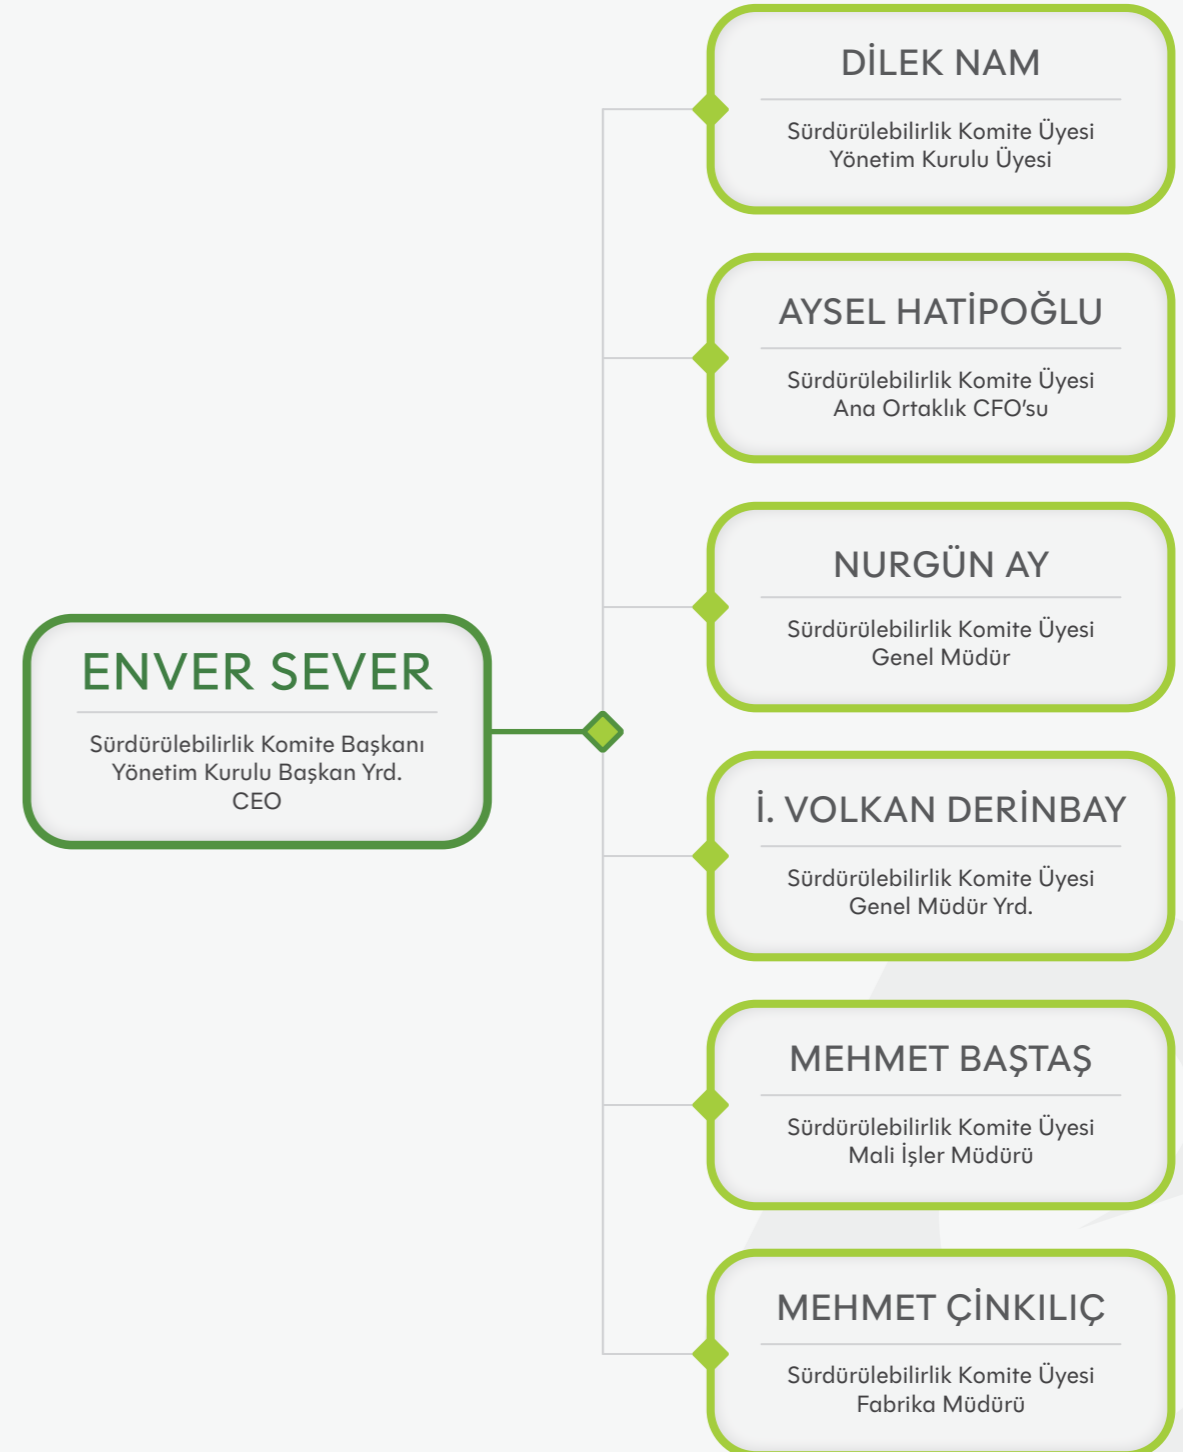 DİLEK NAM
Sürdürülebilirlik Komite Üyesi
Yönetim Kurulu Üyesi
AYSEL HATİPOĞLU
Sürdürülebilirlik Komite Üyesi
Ana Ortaklık CFO'su
NURGÜN AY
Sürdürülebilirlik Komite Üyesi
Genel Müdür
ENVER SEVER
Sürdürülebilirlik Komite Başkanı
Yönetim Kurulu Başkan Yrd.
CEO
İ. VOLKAN DERİNBAY
Sürdürülebilirlik Komite Üyesi
Genel Müdür Yrd.
MEHMET BAŞTAŞ
Sürdürülebilirlik Komite Üyesi
Mali İşler Müdürü
MEHMET ÇİNKILIÇ
Sürdürülebilirlik Komite Üyesi
Fabrika Müdürü